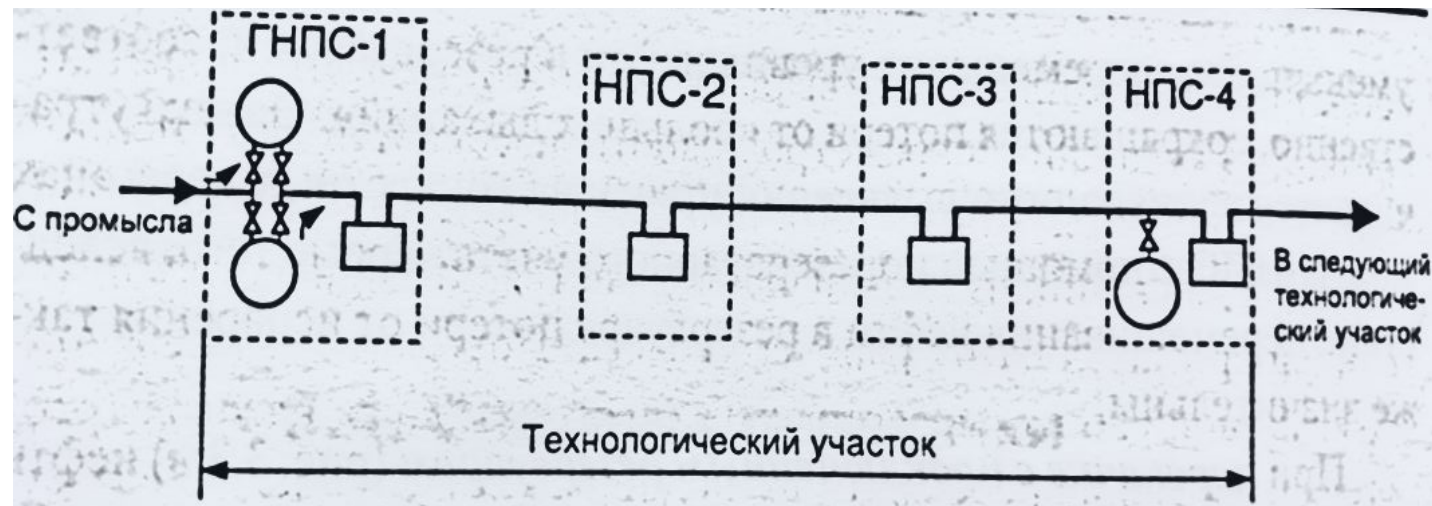 ГНПС-1
НПС-2
НПС-3
НПС-4
С промысла
В следующий
технологиче-
ский участок
Технологический участок